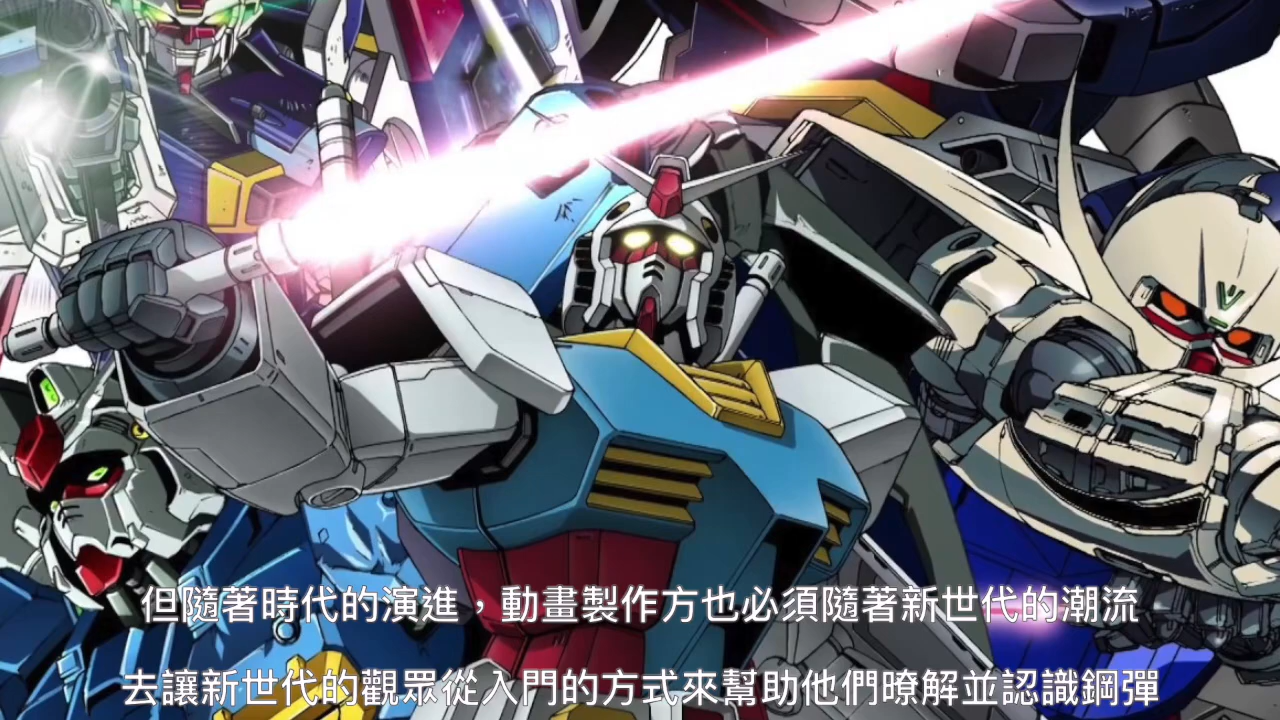 但隨著時代的演進，動畫製作方也必須隨著新世代的潮流
去讓新世代的觀眾從入門的方式來幫助他們暸解並認識鋼彈